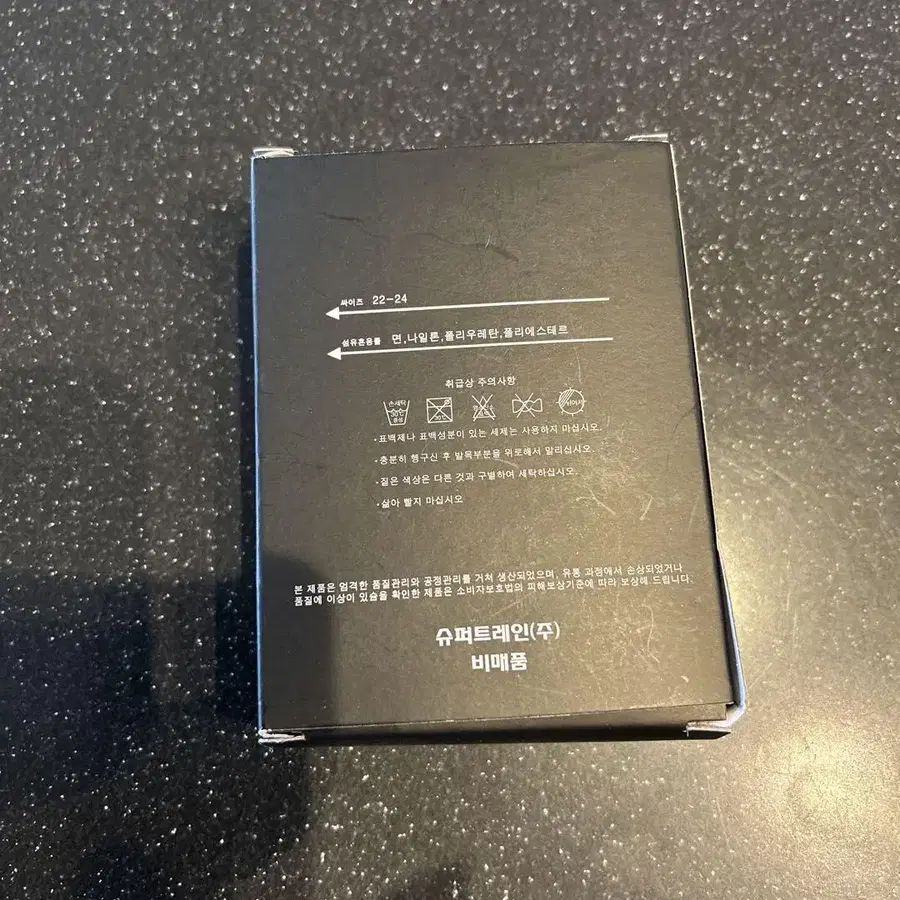 싸이즈 22-24
섬유혼용률 면,나일론,폴리우레탄,폴리에스테르
취급상 주의사항
손세탁
30℃
중성
30℃
· 표백제나 표백성분이 있는 세제는 사용하지 마십시오.
· 충분히 헹구신 후 발목부분을 위로해서 말리십시오.
· 짙은 색상은 다른 것과 구별하여 세탁하십시오.
· 삶아 빨지 마십시오
본 제품은 엄격한 품질관리와 공정관리를 거쳐 생산되었으며, 유통 과정에서 손상되었거나
품질에 이상이 있슴을 확인한 제품은 소비자보호법의 피해보상기준에 따라 보상해 드립니다.
슈퍼트레인(주)
비매품